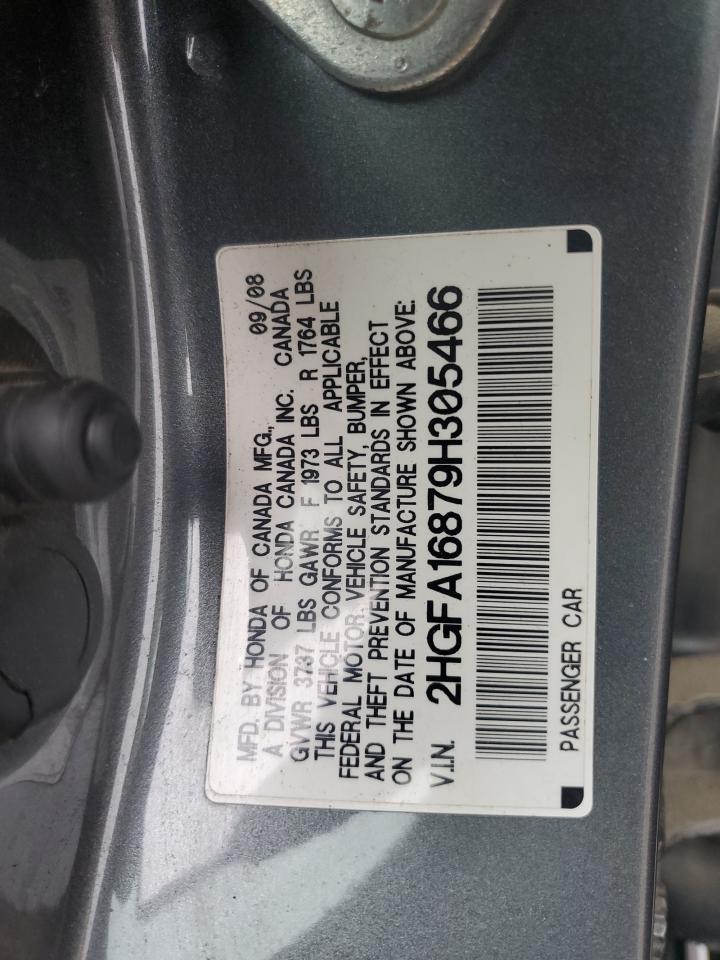 MFD. BY HONDA OF CANADA MFG., 09/08
A DIVISION OF HONDA CANADA INC. CANADA
GVWR 3737 LBS GAWR F 1973 LBS R 1764 LBS
THIS VEHICLE CONFORMS TO ALL APPLICABLE
FEDERAL MOTOR VEHICLE SAFETY, BUMPER,
AND THEFT PREVENTION STANDARDS IN EFFECT
ON THE DATE OF MANUFACTURE SHOWN ABOVE:
V.I.N. 2HGFA16879H305466
PASSENGER CAR